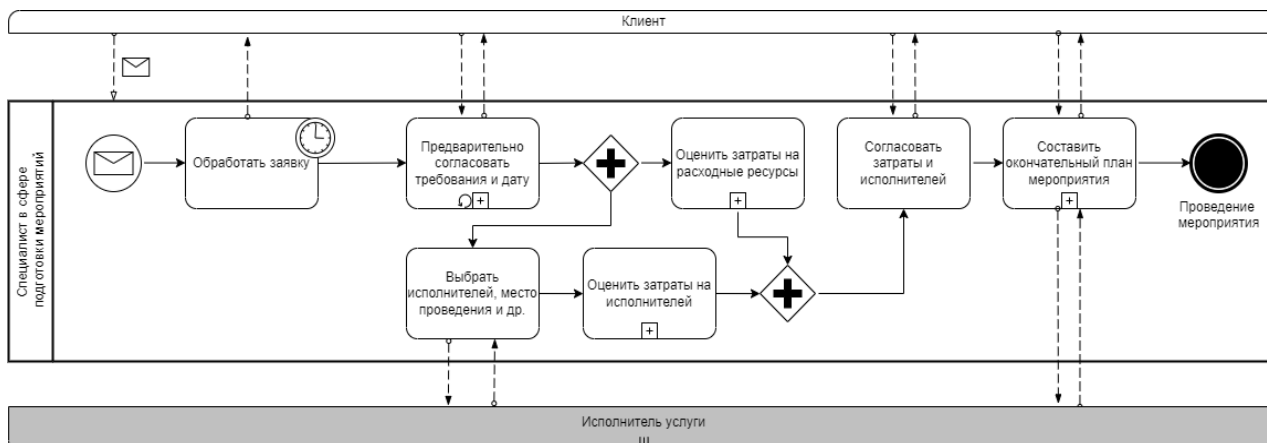 Клиент
Специалист в сфере
подготовки мероприятий
Обработать заявку
Предварительно
согласовать
требования и дату
Оценить затраты на
расходные ресурсы
Согласовать
затраты и
исполнителей
Составить
окончательный план
мероприятия
Проведение
мероприятия
Выбрать
исполнителей, место
проведения и др.
Оценить затраты на
исполнителей
Исполнитель услуги